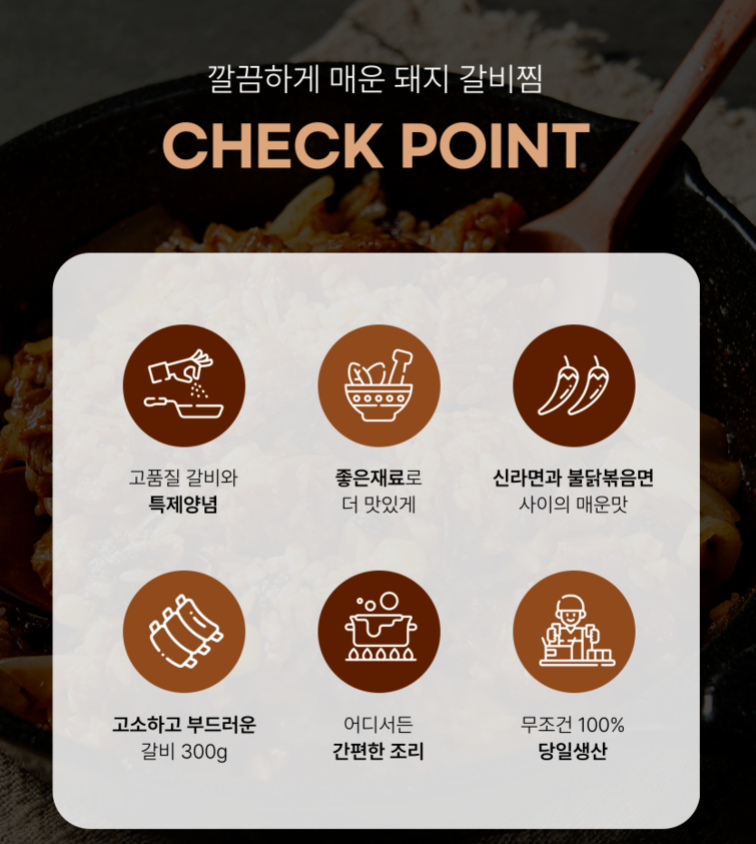 깔끔하게 매운 돼지 갈비찜
CHECK POINT
고품질 갈비와
특제양념
좋은재료로
더 맛있게
신라면과 불닭볶음면
사이의 매운맛
고소하고 부드러운
갈비 300g
어디서든
간편한 조리
무조건 100%
당일생산